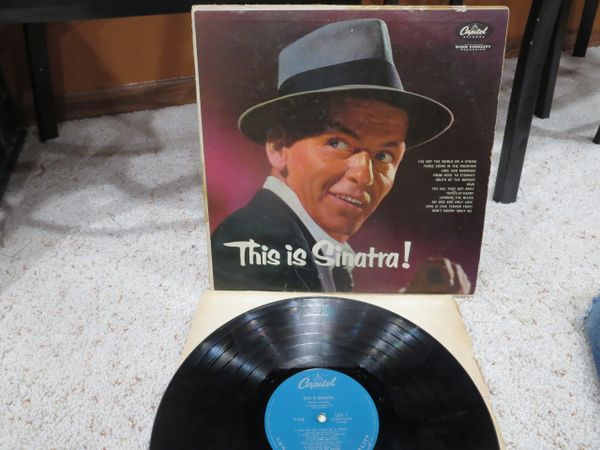 Capitol
RECORDS
HIGH FIDELITY
RECORDING
I'VE GOT THE WORLD ON A STRING
THREE COINS IN THE FOUNTAIN
LOVE AND MARRIAGE
FROM HERE TO ETERNITY
SOUTH OF THE BORDER
RAIN
THE GAL THAT GOT AWAY
YOUNG-AT-HEART
LEARNIN' THE BLUES
MY ONE AND ONLY LOVE
LOVE IS (THE TENDER TRAP)
DON'T WORRY 'BOUT ME
This is Sinatra!
Capitol
THIS IS SINATRA
SIDE 1